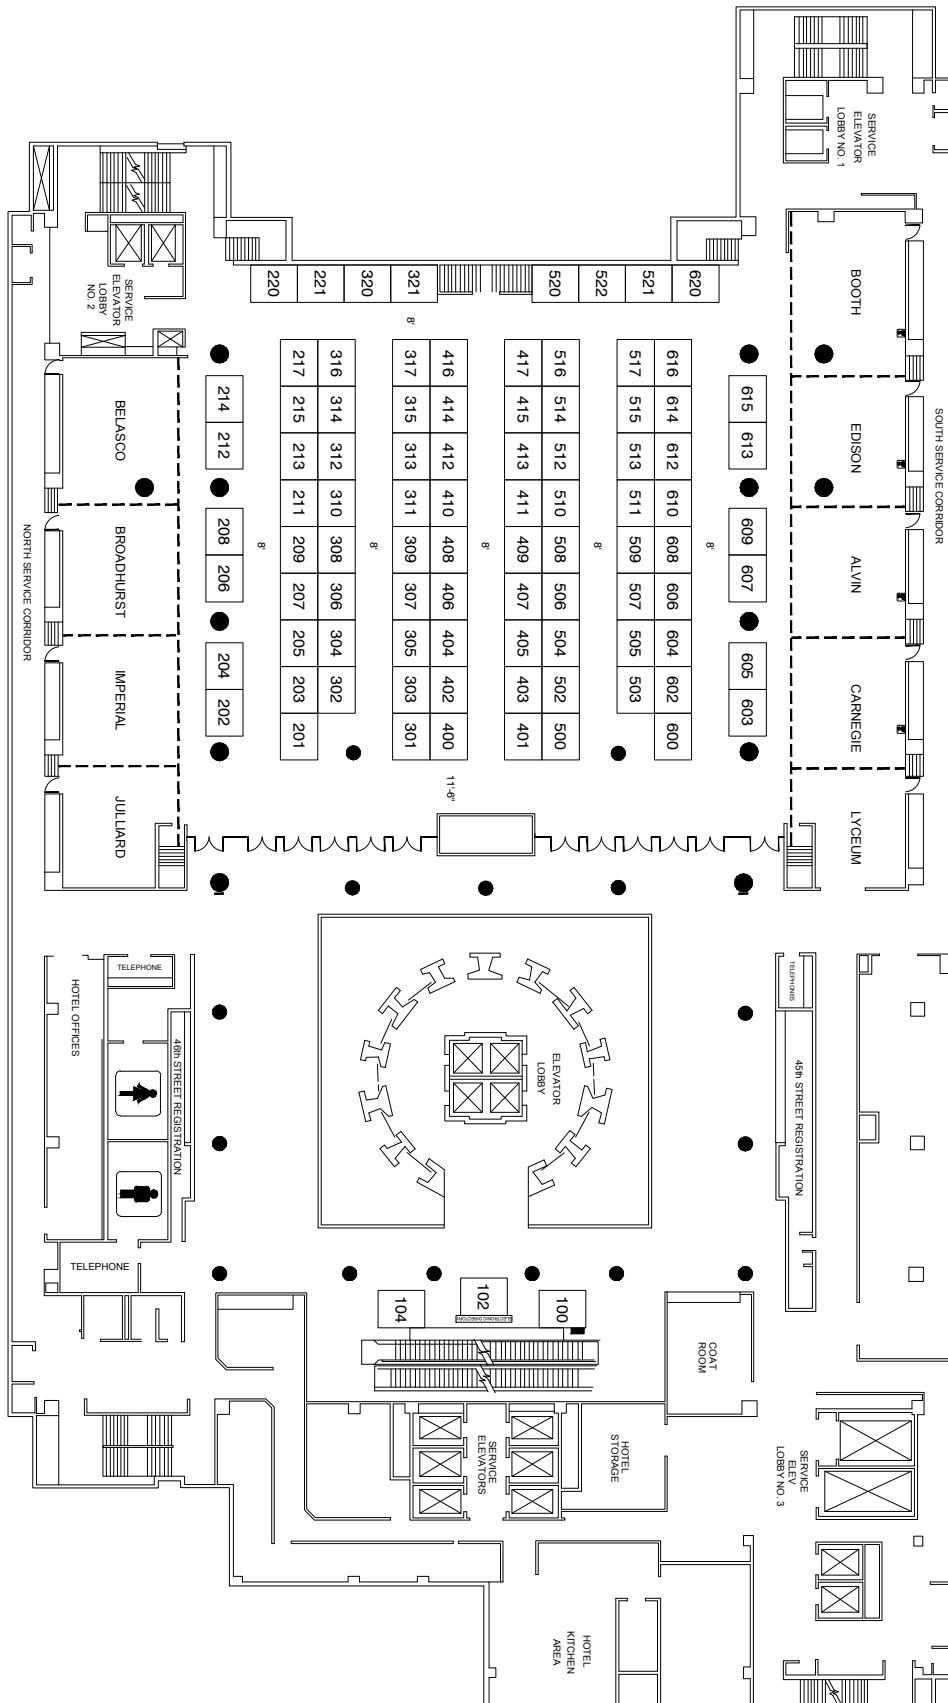 SERVICE
ELEVATOR
LOBBY NO. 1
SERVICE
ELEVATOR
LOBBY
NO. 2
220
221
320
321
520
522
521
620
8'
BOOTH
EDISON
ALVIN
CARNEGIE
LYCEUM
SOUTH SERVICE CORRIDOR
BELASCO
BROADHURST
IMPERIAL
JULLIARD
NORTH SERVICE CORRIDOR
214
212
208
206
204
202
8'
217
215
213
211
209
207
205
203
201
316
314
312
310
308
306
304
302
8'
317
315
313
311
309
307
305
303
301
416
414
412
410
408
406
404
402
400
8'
417
415
413
411
409
407
405
403
401
516
514
512
510
508
506
504
502
500
8'
517
515
513
511
509
507
505
503
616
614
612
610
608
606
604
602
600
8'
615
613
609
607
605
603
11'-6"
TELEPHONE
HOTEL OFFICES
46th STREET REGISTRATION
TELEPHONE
ELEVATOR
LOBBY
TELEPHONES
45th STREET REGISTRATION
104
102
ELECTRONIC DIRECTORY
100
COAT
ROOM
SERVICE
ELEVATORS
HOTEL
STORAGE
SERVICE
ELEV
LOBBY NO. 3
HOTEL
KITCHEN
AREA